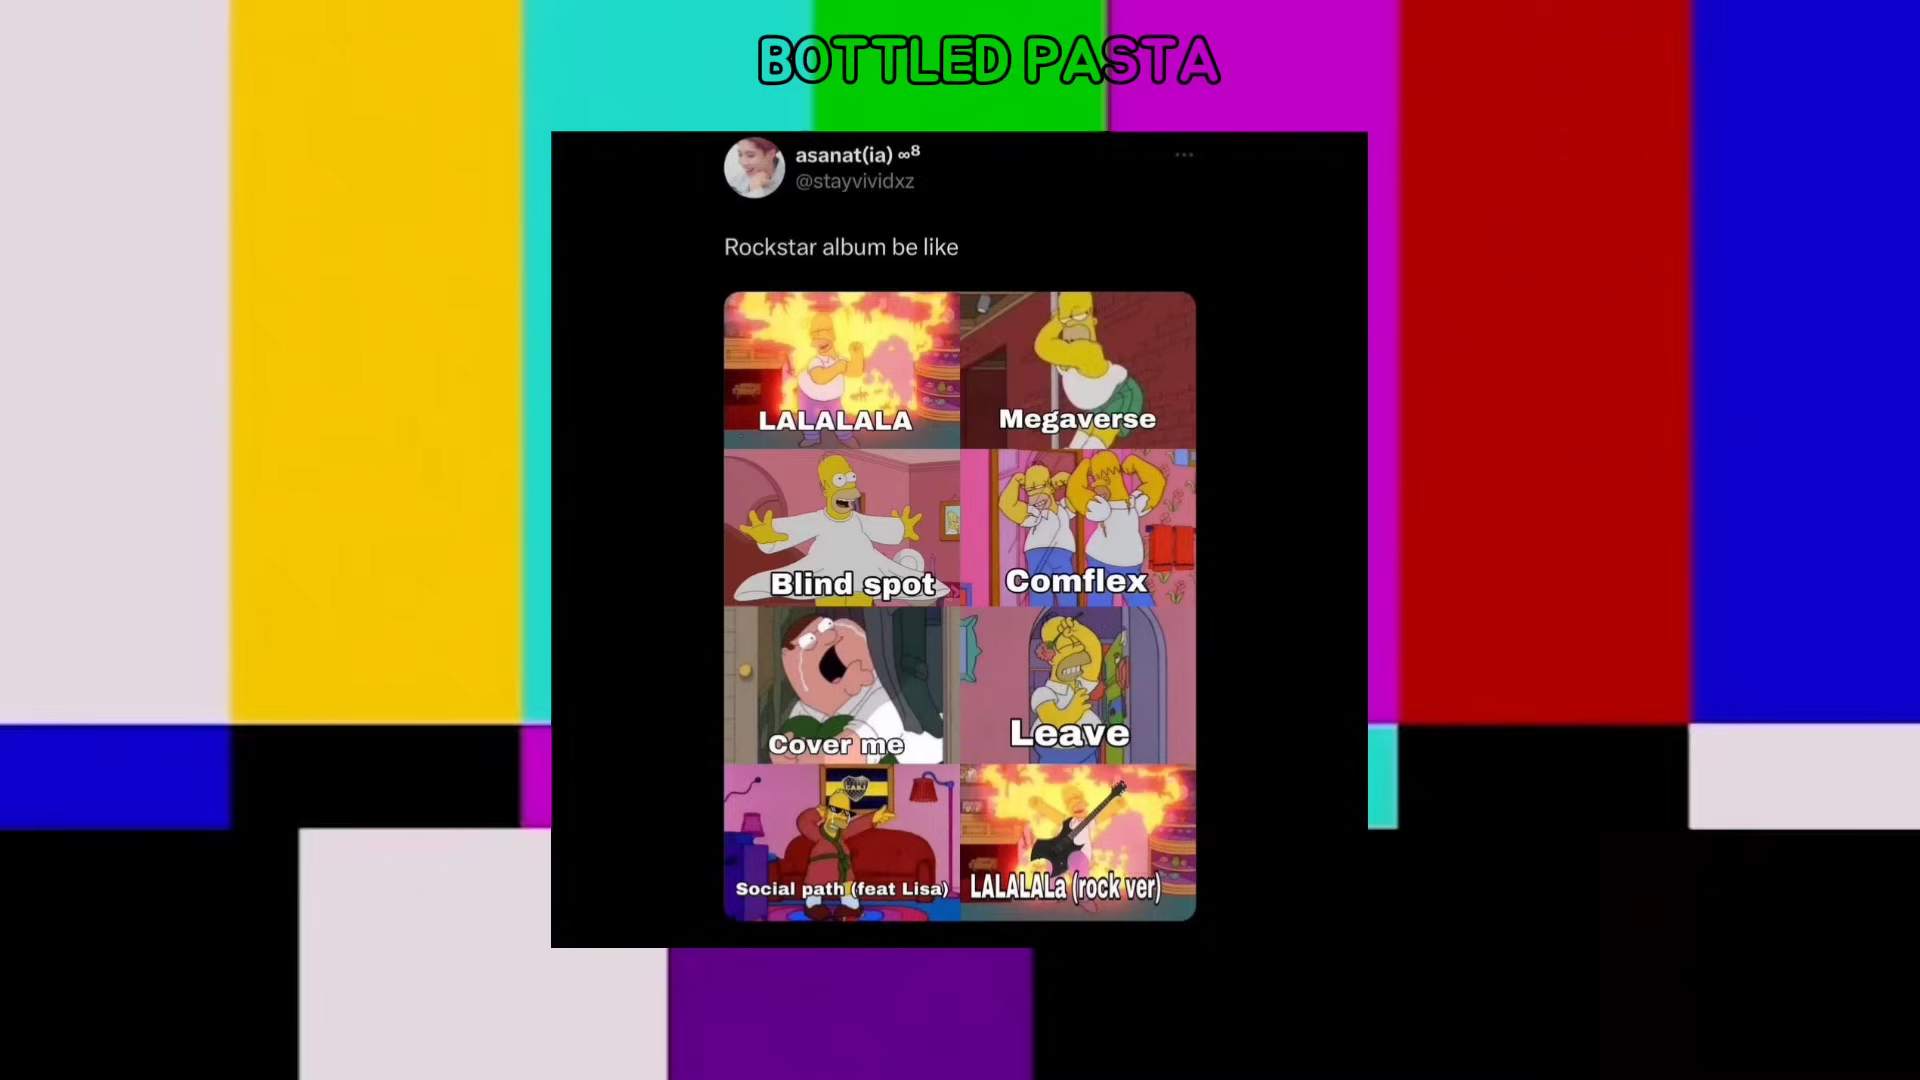 BOTTLED PASTA
asanat(ia) ∞⁸
@stayvividxz
Rockstar album be like
LALALALA
Megaverse
Blind spot
Comflex
Cover me
Leave
CABJ
Social path (feat Lisa)
LALALALa (rock ver)